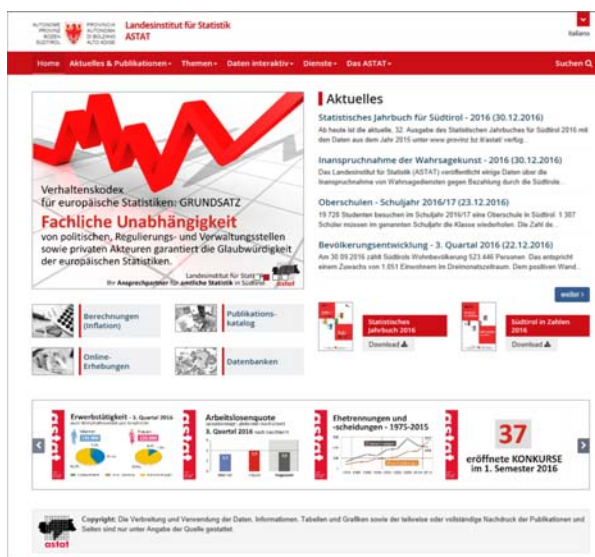 AUTONOME PROVINZ BOZEN SÜDTIROL
PROVINCIA AUTONOMA DI BOLZANO ALTO ADIGE
Landesinstitut für Statistik
ASTAT
Italiano
Home Aktuelles & Publikationen Themen Daten interaktiv Dienste Das ASTAT Suchen
Verhaltenskodex
für europäische Statistiken: GRUNDSATZ
Fachliche Unabhängigkeit
von politischen, Regulierungs- und Verwaltungsstellen
sowie privaten Akteuren garantiert die Glaubwürdigkeit
der europäischen Statistiken.
Landesinstitut für Statistik
Ihr Ansprechpartner für amtliche Statistik in Südtirol
astat
Aktuelles
Statistisches Jahrbuch für Südtirol - 2016 (30.12.2016)
Ab heute ist die aktuelle, 32. Ausgabe des Statistischen Jahrbuches für Südtirol 2016 mit
den Daten aus dem Jahr 2015 unter www.provinz.bz.it/astat/ verfüg...
Inanspruchnahme der Wahrsagekunst - 2016 (30.12.2016)
Das Landesinstitut für Statistik (ASTAT) veröffentlicht einige Daten über die
Inanspruchnahme von Wahrsagediensten gegen Bezahlung durch die Südtirole...
Oberschulen - Schuljahr 2016/17 (23.12.2016)
19.728 Studenten besuchen im Schuljahr 2016/17 eine Oberschule in Südtirol. 1.307
Schüler müssen im genannten Schuljahr die Klasse wiederholen. Die Zahl de...
Bevölkerungsentwicklung - 3. Quartal 2016 (22.12.2016)
Am 30.09.2016 zählt Südtirols Wohnbevölkerung 523.446 Personen. Das entspricht
einem Zuwachs von 1.051 Einwohnern im Dreimonatszeitraum. Dem positiven Wand...
weiter
Berechnungen
(Inflation)
Publikations-
katalog
Online-
Erhebungen
Datenbanken
Statistisches
Jahrbuch 2016
Download
Südtirol in Zahlen
2016
Download
astat
Erwerbstätigkeit - 3. Quartal 2016
Männer
Frauen
astat
Arbeitslosenquote
3. Quartal 2016
astat
Ehetrennungen und
-scheidungen - 1975-2015
astat
37
eröffnete KONKURSE
im 1. Semester 2016
astat
Copyright: Die Verbreitung und Verwendung der Daten, Informationen, Tabellen und Grafiken sowie der teilweise oder vollständige Nachdruck der Publikationen und
Seiten sind nur unter Angabe der Quelle gestattet.